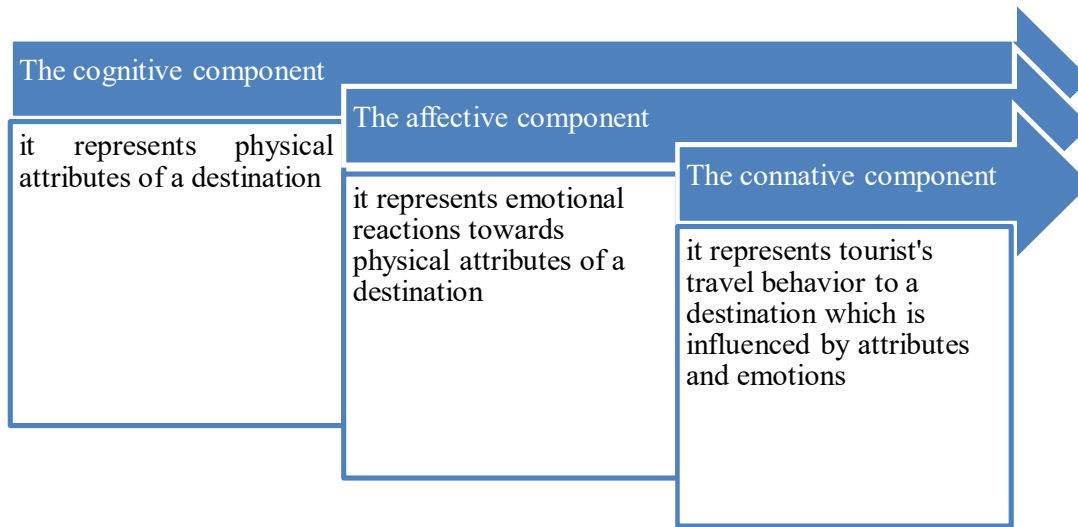 The cognitive component
it represents physical
attributes of a destination
The affective component
it represents emotional
reactions towards
physical attributes of a
destination
The connative component
it represents tourist's
travel behavior to a
destination which is
influenced by attributes
and emotions